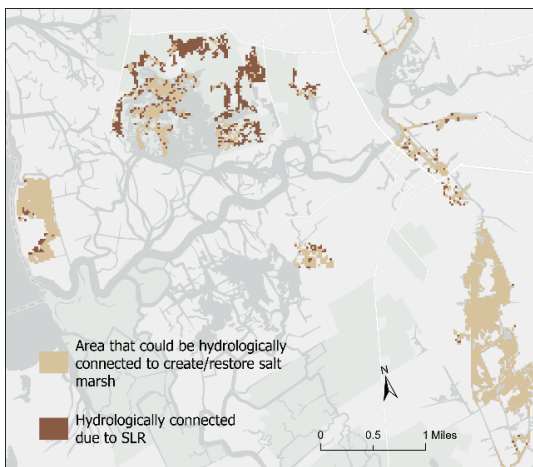 Area that could be hydrologically
connected to create/restore salt
marsh
Hydrologically connected
due to SLR
N
0 0.5 1 Miles